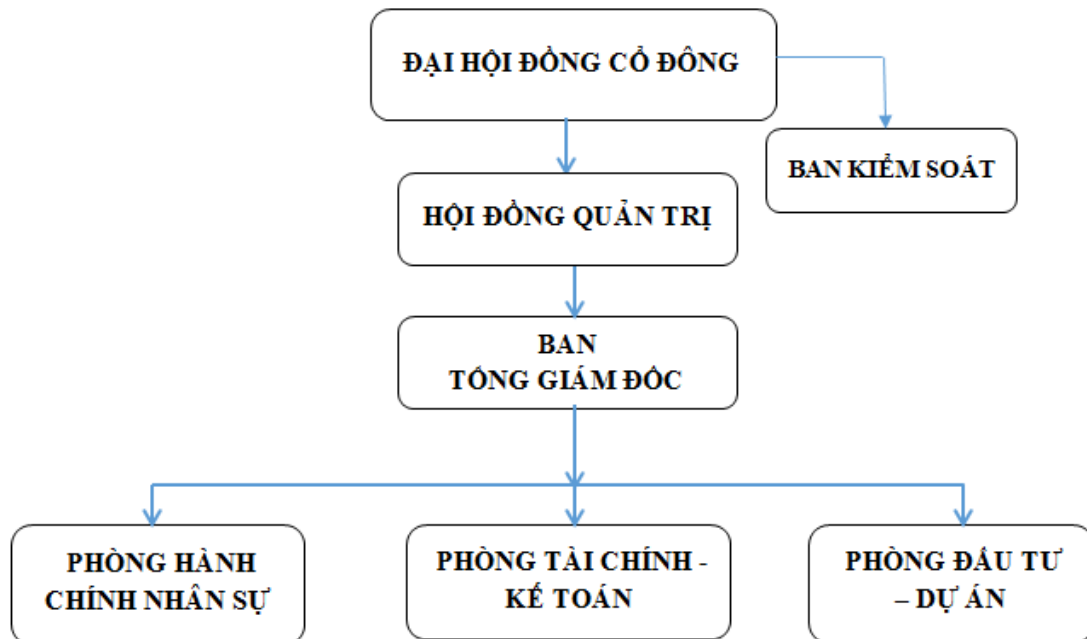 ĐẠI HỘI ĐỒNG CỔ ĐÔNG
BAN KIỂM SOÁT
HỘI ĐỒNG QUẢN TRỊ
BAN
TỔNG GIÁM ĐỐC
PHÒNG HÀNH
CHÍNH NHÂN SỰ
PHÒNG TÀI CHÍNH -
KẾ TOÁN
PHÒNG ĐẦU TƯ
– DỰ ÁN